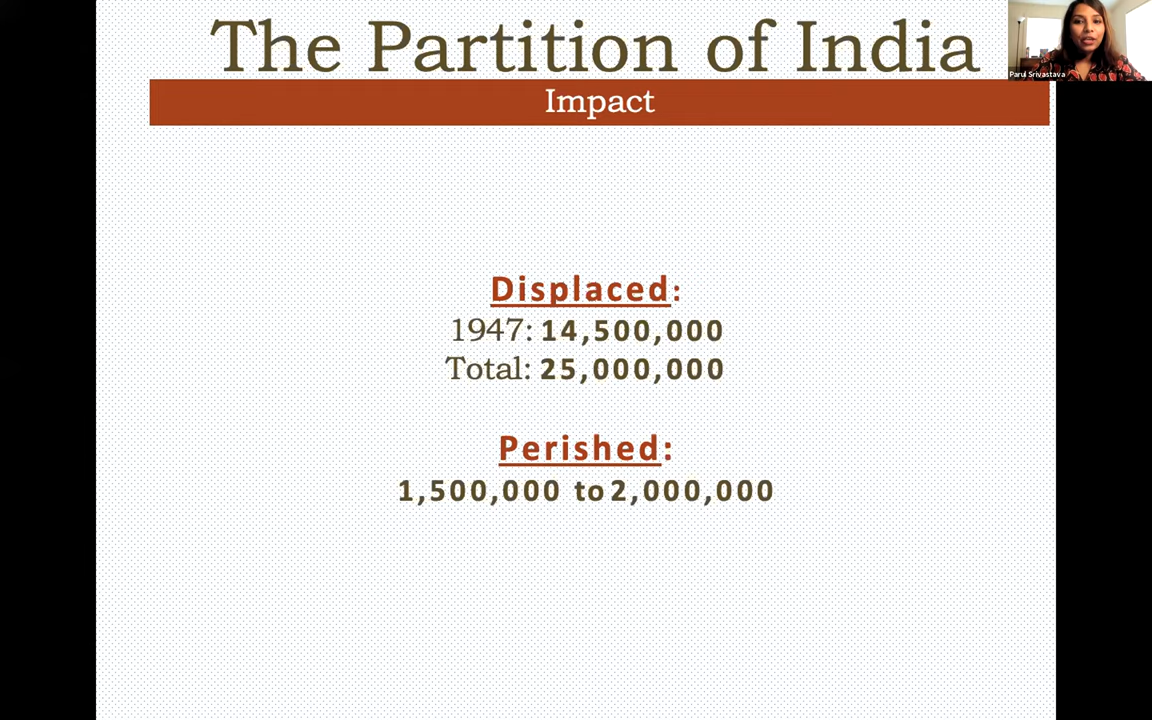 The Partition of India
Impact
Parul Srivastava
Displaced:
1947: 14,500,000
Total: 25,000,000
Perished:
1,500,000 to 2,000,000